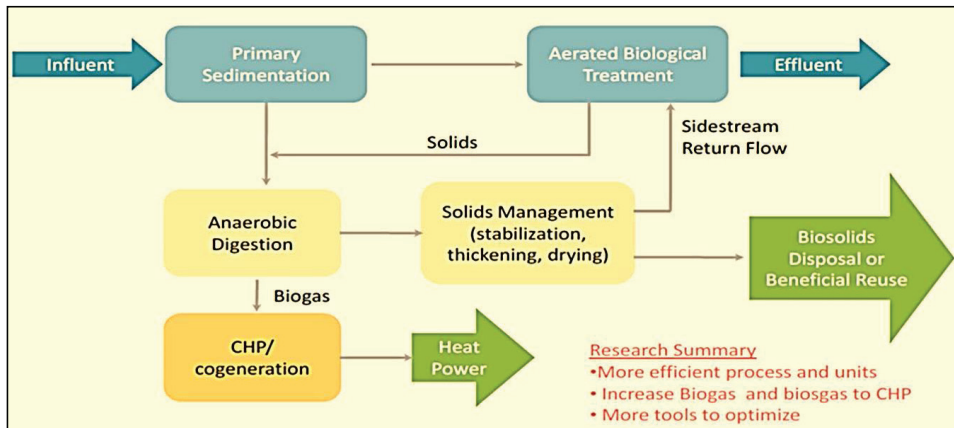 Influent
Primary
Sedimentation
Aerated Biological
Treatment
Effluent
Solids
Sidestream
Return Flow
Anaerobic
Digestion
Solids Management
(stabilization,
thickening, drying)
Biosolids
Disposal or
Beneficial Reuse
Biogas
CHP/
cogeneration
Heat
Power
Research Summary
•More efficient process and units
• Increase Biogas and biosgas to CHP
• More tools to optimize